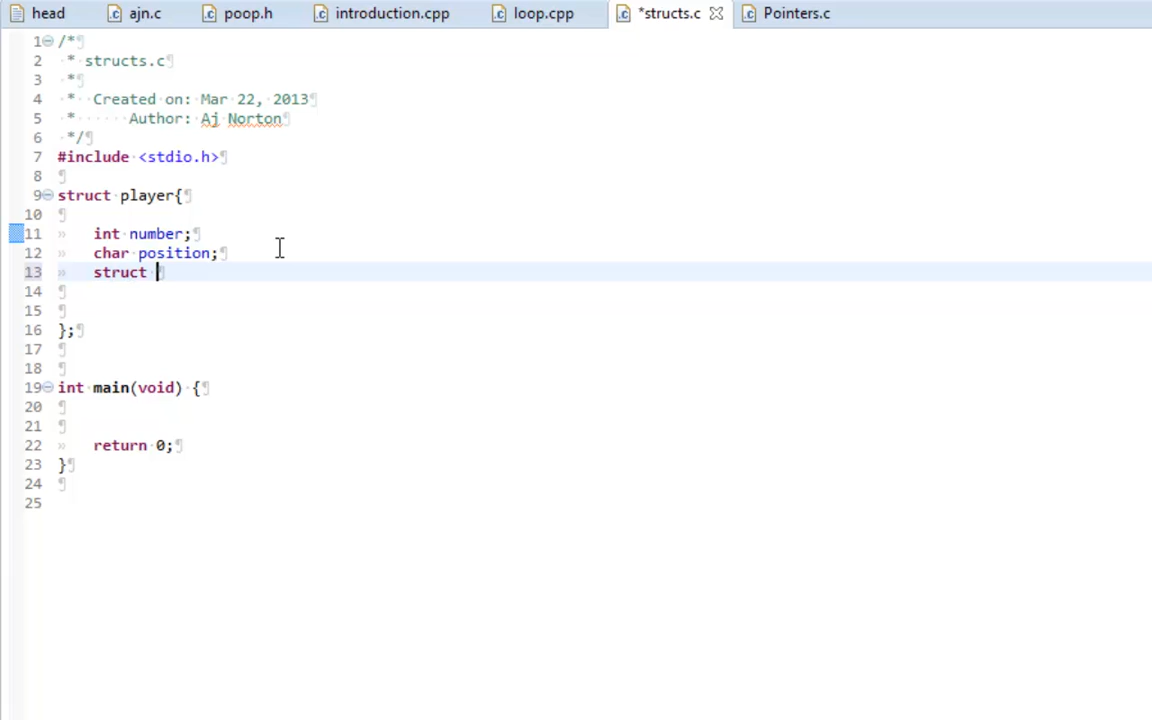 head ajn.c poop.h introduction.cpp loop.cpp *structs.c Pointers.c
1 /*
2 * structs.c
3 *
4 * Created on: Mar 22, 2013
5 * Author: Aj Norton
6 */
7 #include <stdio.h>
8
9 struct player{
10
11 int number;
12 char position;
13 struct
14
15
16 };
17
18
19 int main(void) {
20
21
22 return 0;
23 }
24
25